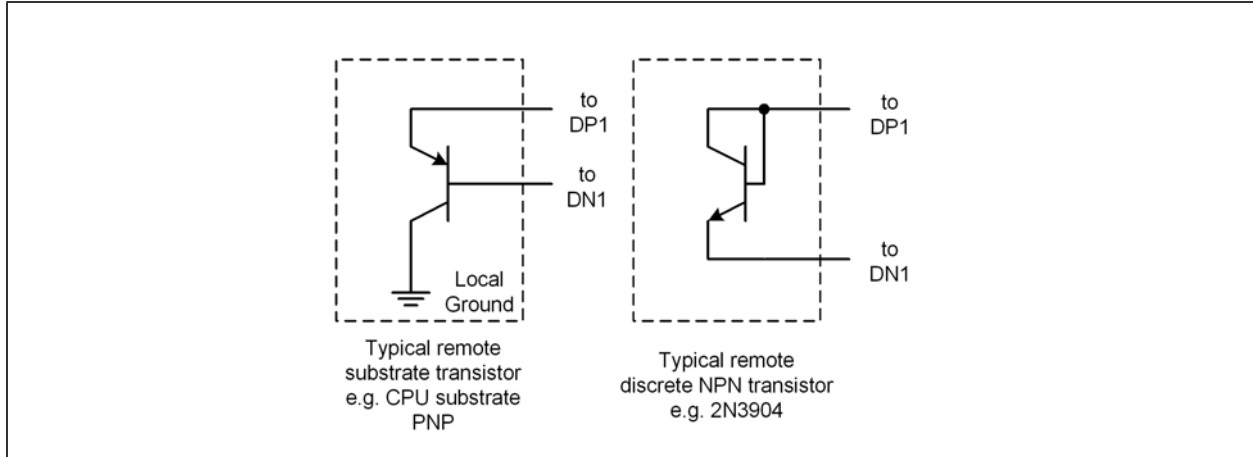 to
DP1
to
DN1
Local
Ground
Typical remote
substrate transistor
e.g. CPU substrate
PNP
to
DP1
to
DN1
Typical remote
discrete NPN transistor
e.g. 2N3904